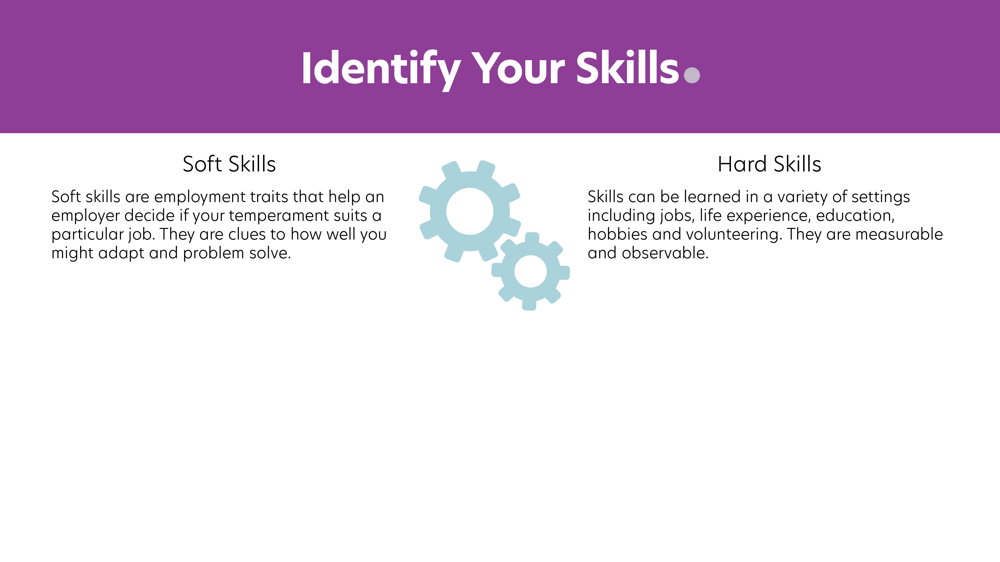 Identify Your Skills.
Soft Skills
Soft skills are employment traits that help an
employer decide if your temperament suits a
particular job. They are clues to how well you
might adapt and problem solve.
Hard Skills
Skills can be learned in a variety of settings
including jobs, life experience, education,
hobbies and volunteering. They are measurable
and observable.